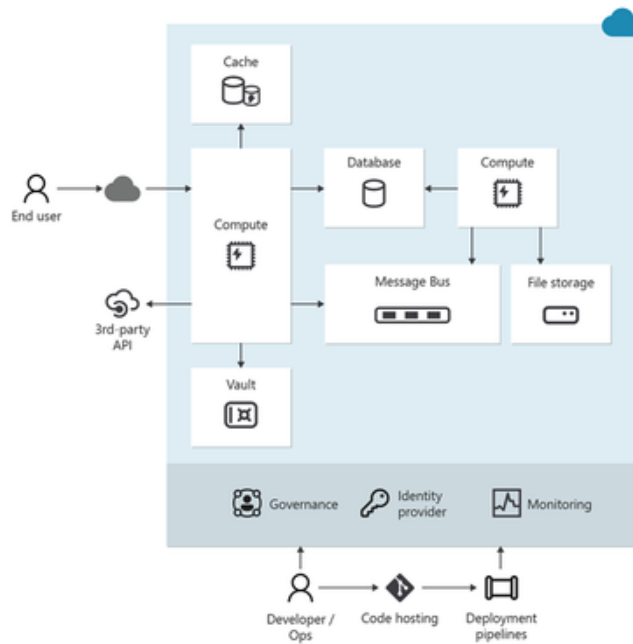 Cache
Database
Compute
End user
Compute
Message Bus
File storage
3rd-party
API
Vault
Governance
Identity
provider
Monitoring
Developer /
Ops
Code hosting
Deployment
pipelines